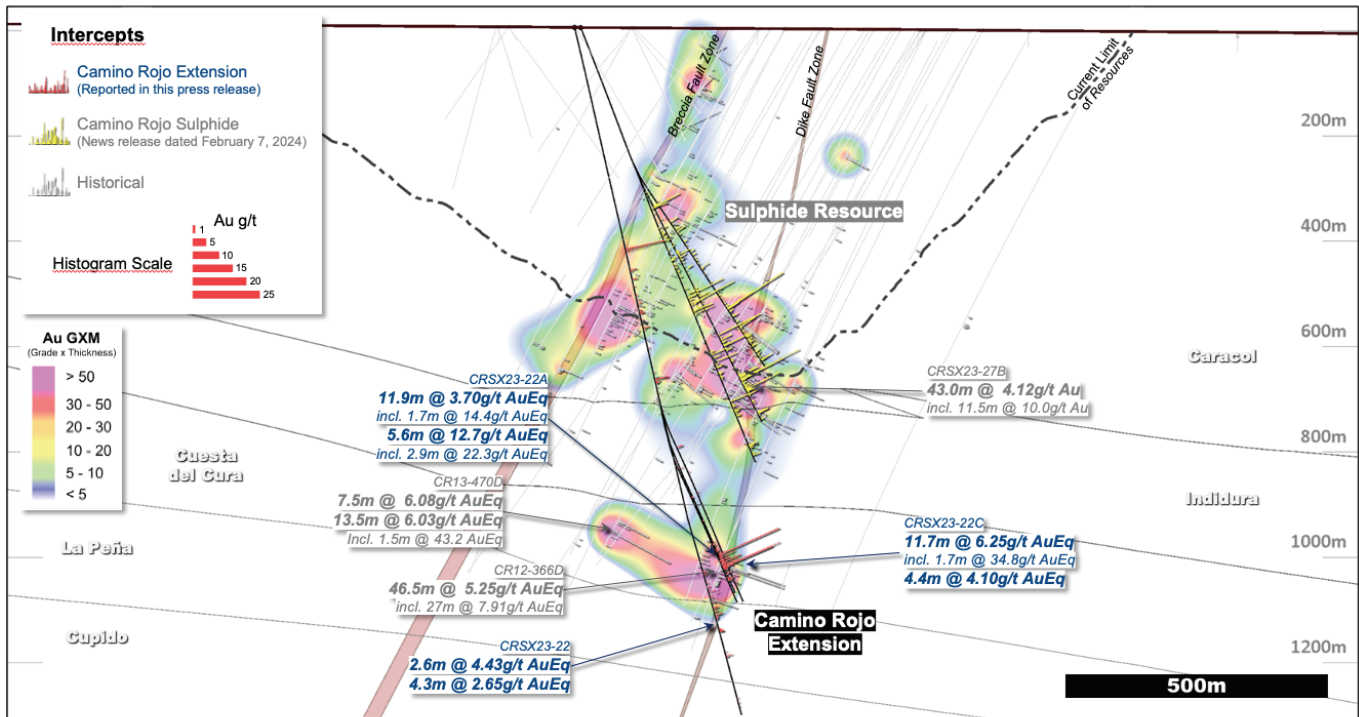 Intercepts
Camino Rojo Extension
(Reported in this press release)
Camino Rojo Sulphide
(News release dated February 7, 2024)
Historical
Au g/t
1
5
10
15
20
25
Histogram Scale
Au GXM
(Grade x Thickness)
> 50
30 - 50
20 - 30
10 - 20
5 - 10
< 5
Breccia Fault Zone
Dike Fault Zone
Current Limit
of Resources
200m
400m
600m
800m
1000m
1200m
Sulphide Resource
Caracol
CRSX23-27B
43.0m @ 4.12g/t Au
incl. 11.5m @ 10.0g/t Au
CRSX23-22A
11.9m @ 3.70g/t AuEq
incl. 1.7m @ 14.4g/t AuEq
5.6m @ 12.7g/t AuEq
incl. 2.9m @ 22.3g/t AuEq
Cuesta
del Cura
Indidura
CR13-470D
7.5m @ 6.08g/t AuEq
13.5m @ 6.03g/t AuEq
Incl. 1.5m @ 43.2 AuEq
CRSX23-22C
11.7m @ 6.25g/t AuEq
incl. 1.7m @ 34.8g/t AuEq
4.4m @ 4.10g/t AuEq
La Peña
CR12-366D
46.5m @ 5.25g/t AuEq
incl. 27m @ 7.91g/t AuEq
Cupido
Camino Rojo
Extension
CRSX23-22
2.6m @ 4.43g/t AuEq
4.3m @ 2.65g/t AuEq
500m